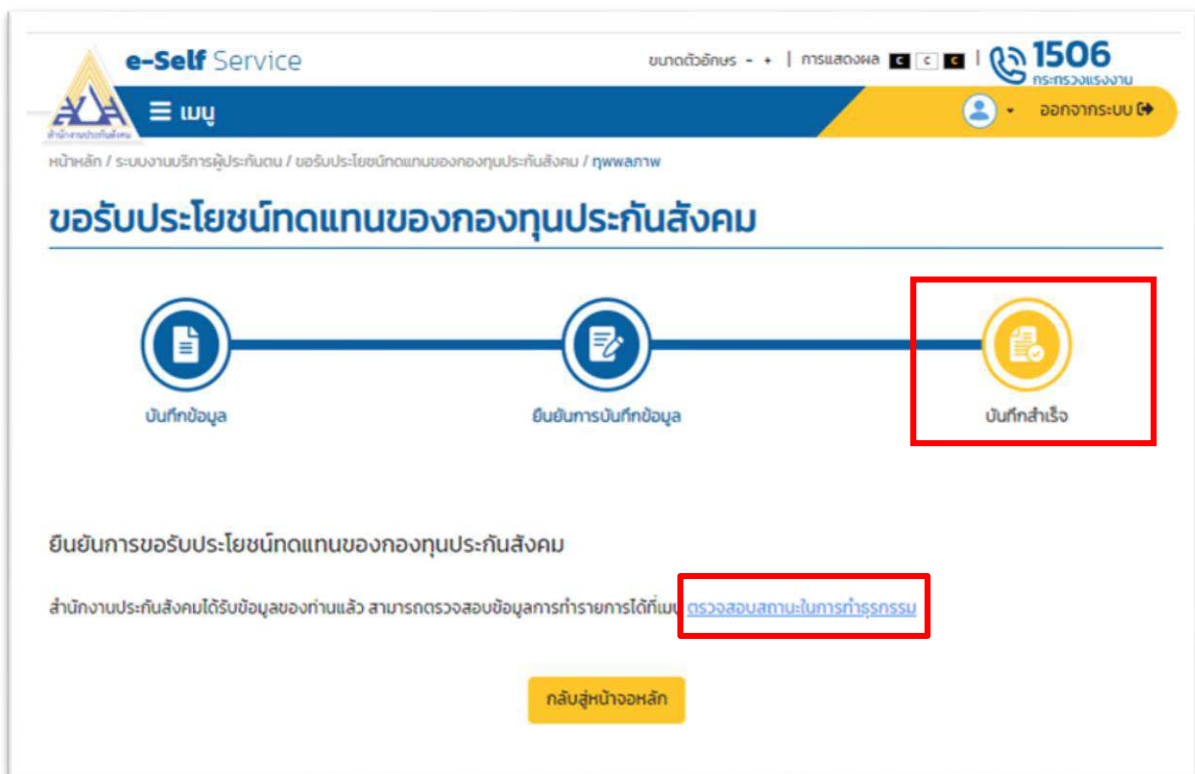 e-Self Service
ขนาดตัวอักษร - + | การแสดงผล C C C | 1506
กระทรวงแรงงาน
สำนักงานประกันสังคม
เมนู
ออกจากระบบ
หน้าหลัก / ระบบงานบริการผู้ประกันตน / ขอรับประโยชน์ทดแทนของกองทุนประกันสังคม / ทุพพลภาพ
ขอรับประโยชน์ทดแทนของกองทุนประกันสังคม
บันทึกข้อมูล
ยืนยันการบันทึกข้อมูล
บันทึกสำเร็จ
ยืนยันการขอรับประโยชน์ทดแทนของกองทุนประกันสังคม
สำนักงานประกันสังคมได้รับข้อมูลของท่านแล้ว สามารถตรวจสอบข้อมูลการทำรายการได้ที่เมนู ตรวจสอบสถานะในการทำธุรกรรม
กลับสู่หน้าจอหลัก